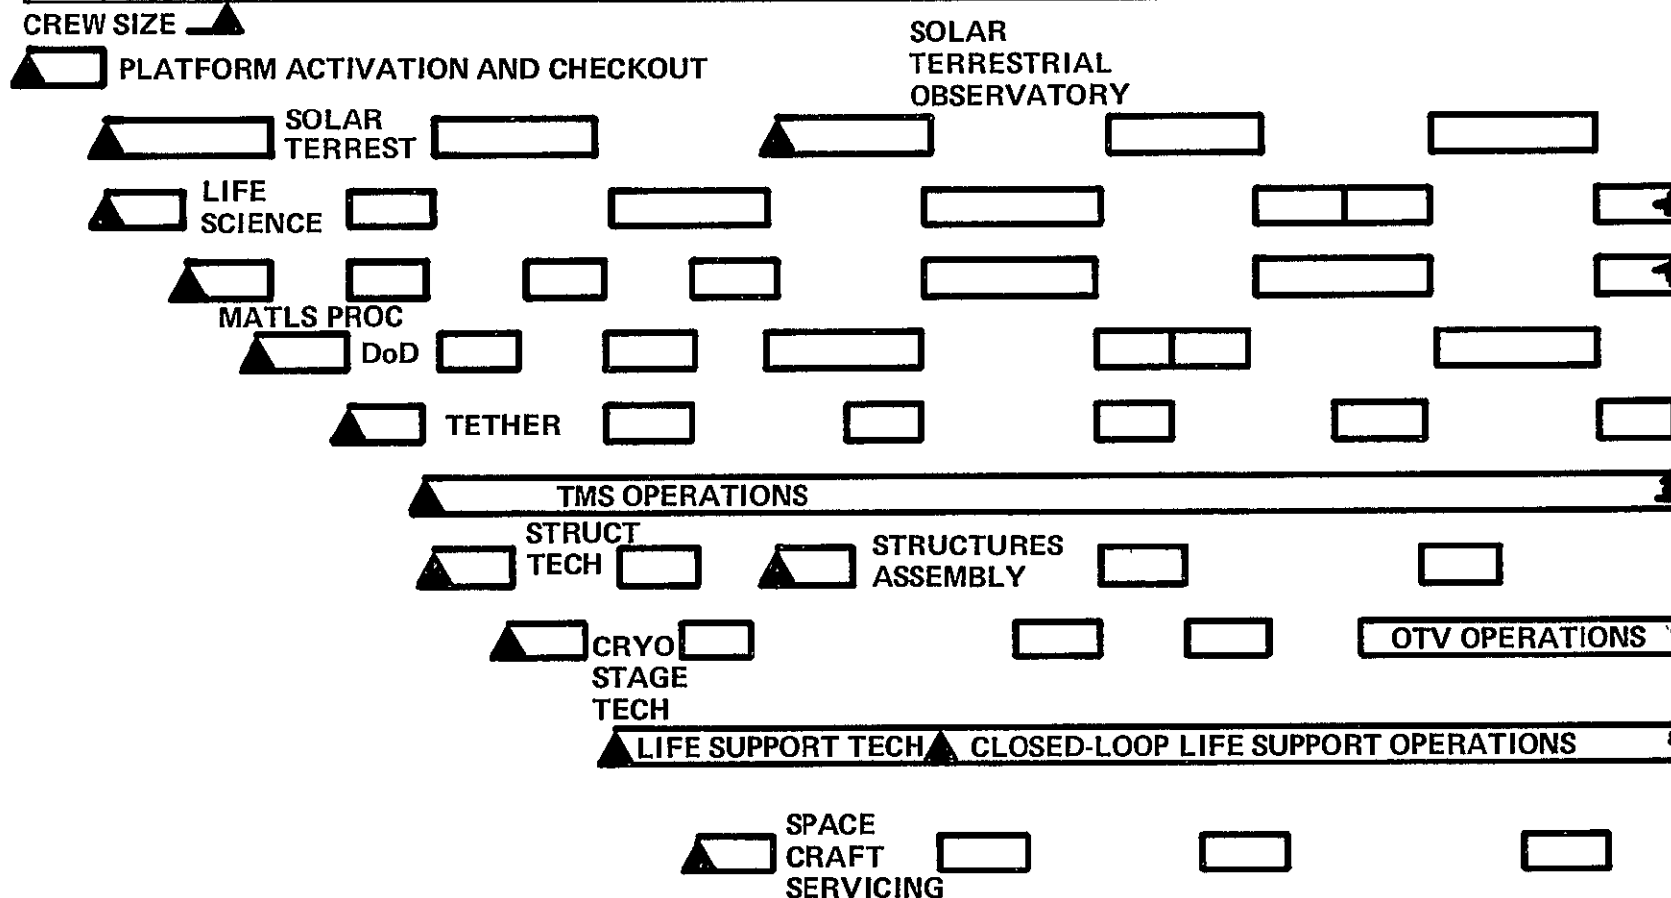 CREW SIZE
PLATFORM ACTIVATION AND CHECKOUT
SOLAR
TERRESTRIAL
OBSERVATORY
SOLAR
TERREST
LIFE
SCIENCE
MATLS PROC
DoD
TETHER
TMS OPERATIONS
STRUCT
TECH
STRUCTURES
ASSEMBLY
CRYO
STAGE
TECH
OTV OPERATIONS
LIFE SUPPORT TECH
CLOSED-LOOP LIFE SUPPORT OPERATIONS
SPACE
CRAFT
SERVICING